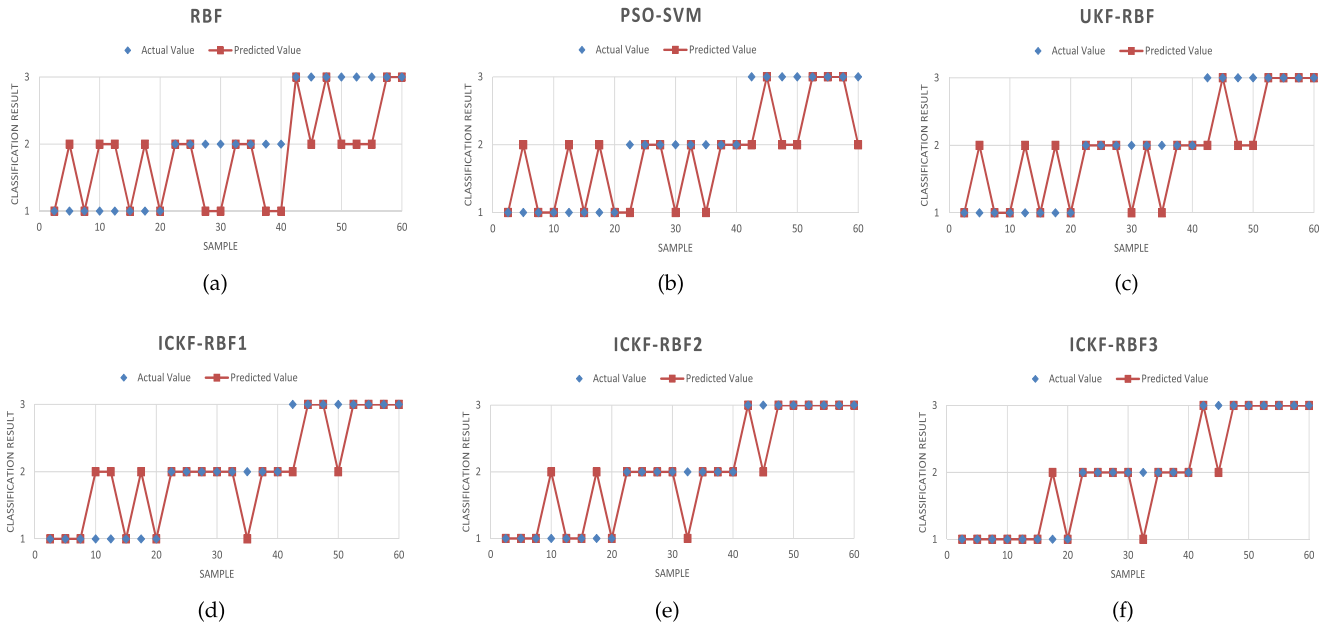 RBF
Actual Value Predicted Value
CLASSIFICATION RESULT
3
2
1
0 10 20 30 40 50 60
SAMPLE
(a)
PSO-SVM
Actual Value Predicted Value
CLASSIFICATION RESULT
3
2
1
0 10 20 30 40 50 60
SAMPLE
(b)
UKF-RBF
Actual Value Predicted Value
CLASSIFICATION RESULT
3
2
1
0 10 20 30 40 50 60
SAMPLE
(c)
ICKF-RBF1
Actual Value Predicted Value
CLASSIFICATION RESULT
3
2
1
0 10 20 30 40 50 60
SAMPLE
(d)
ICKF-RBF2
Actual Value Predicted Value
CLASSIFICATION RESULT
3
2
1
0 10 20 30 40 50 60
SAMPLE
(e)
ICKF-RBF3
Actual Value Predicted Value
CLASSIFICATION RESULT
3
2
1
0 10 20 30 40 50 60
SAMPLE
(f)